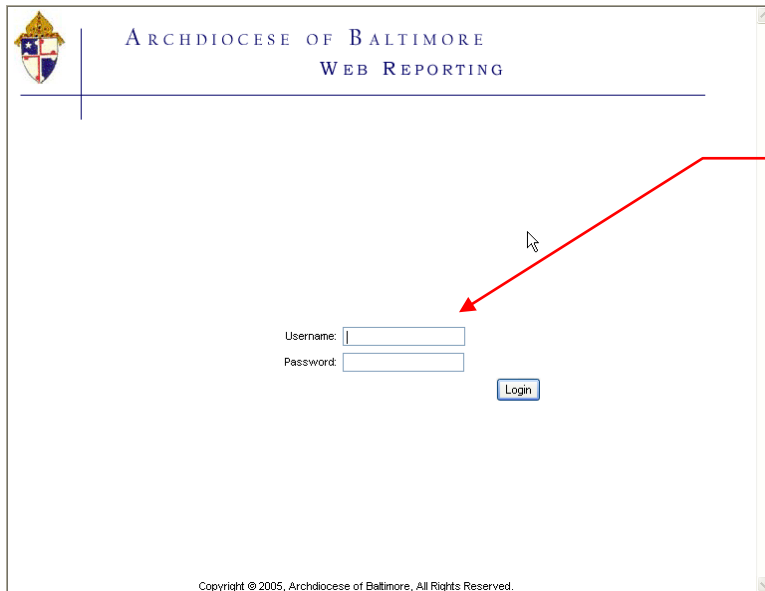 ARCHDIOCESE OF BALTIMORE
WEB REPORTING
Username:
Password:
Login
Copyright © 2005, Archdiocese of Baltimore, All Rights Reserved.